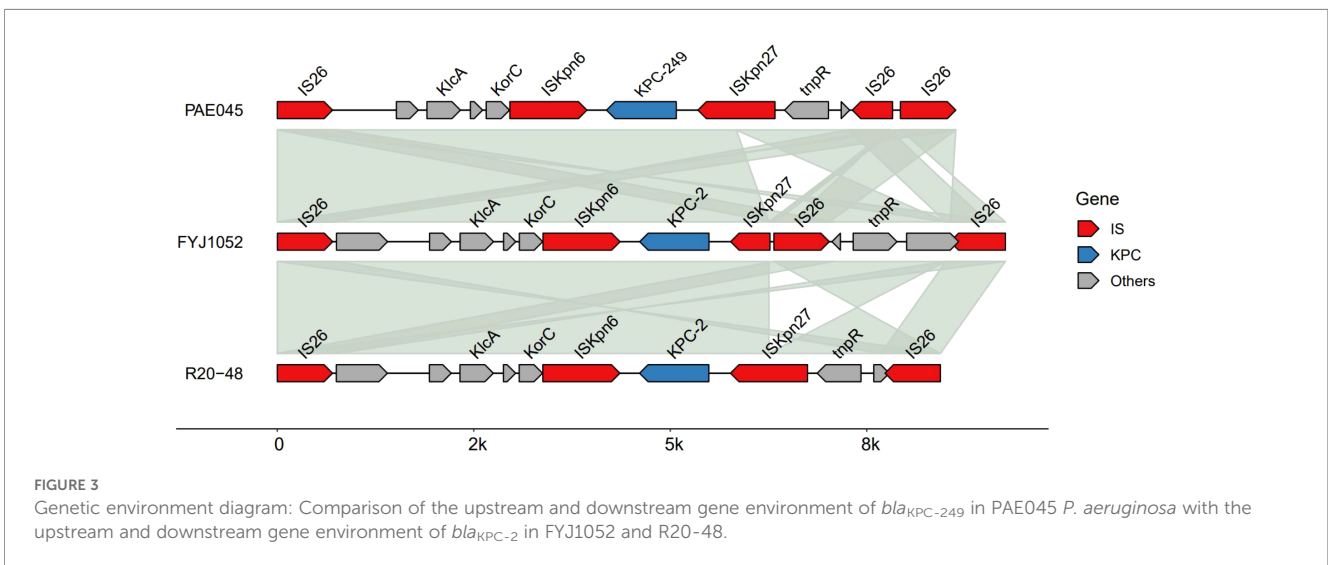 IS26 KlcA KorC ISKpn6 KPC-249 ISKpn27 tnpR IS26 IS26
PAE045
IS26 KlcA KorC ISKpn6 KPC-2 ISKpn27 IS26 tnpR IS26
FYJ1052
Gene
IS
KPC
Others
IS26 KlcA KorC ISKpn6 KPC-2 ISKpn27 tnpR IS26
R20−48
0 2k 5k 8k
FIGURE 3
Genetic environment diagram: Comparison of the upstream and downstream gene environment of blaKPC-249 in PAE045 P. aeruginosa with the
upstream and downstream gene environment of blaKPC-2 in FYJ1052 and R20-48.